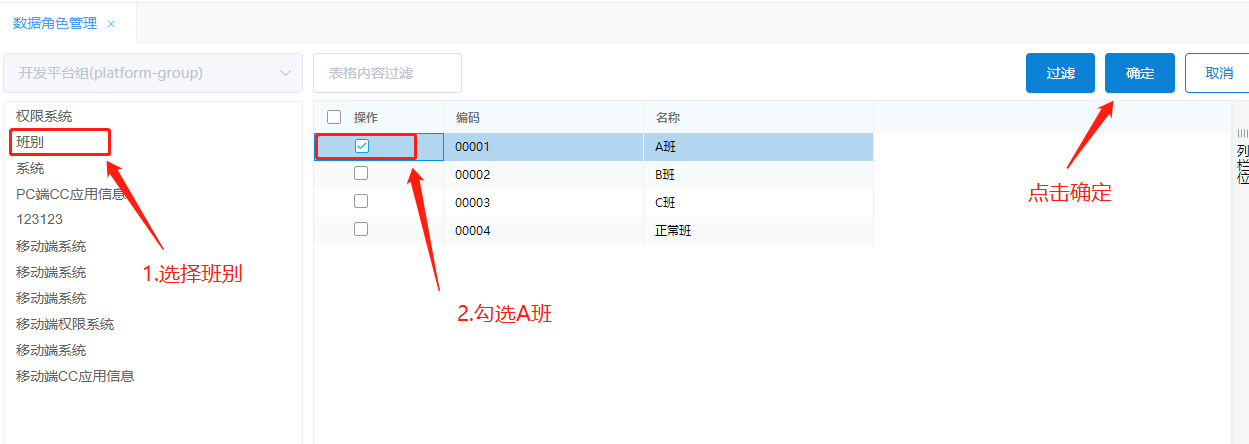 数据角色管理 ×
开发平台组(platform-group)
表格内容过滤
过滤
确定
取消
权限系统
班别
系统
PC端CC应用信息
123123
移动端系统
移动端系统
移动端系统
移动端权限系统
移动端系统
移动端CC应用信息
操作 编码 名称
00001 A班
00002 B班
00003 C班
00004 正常班
列栏位
1.选择班别
2.勾选A班
点击确定